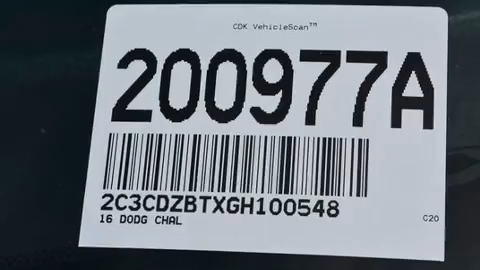 CDK VehicleScan™
200977A
2C3CDZBTXGH100548
16 DODG CHAL
C20